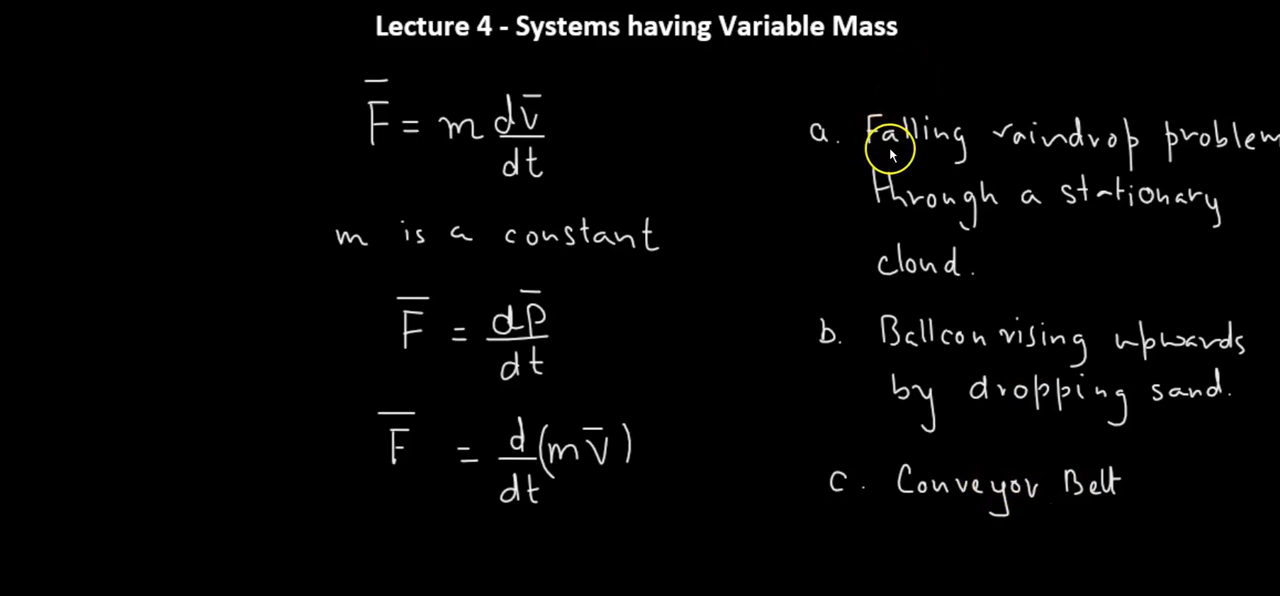 Lecture 4 - Systems having Variable Mass
F̅ = m dv̅/dt
m is a constant
F̅ = dp̅/dt
F̅ = d/dt (m v̅)
a. Falling raindrop problem
through a stationary
cloud.
b. Balloon rising upwards
by dropping sand.
c. Conveyor Belt